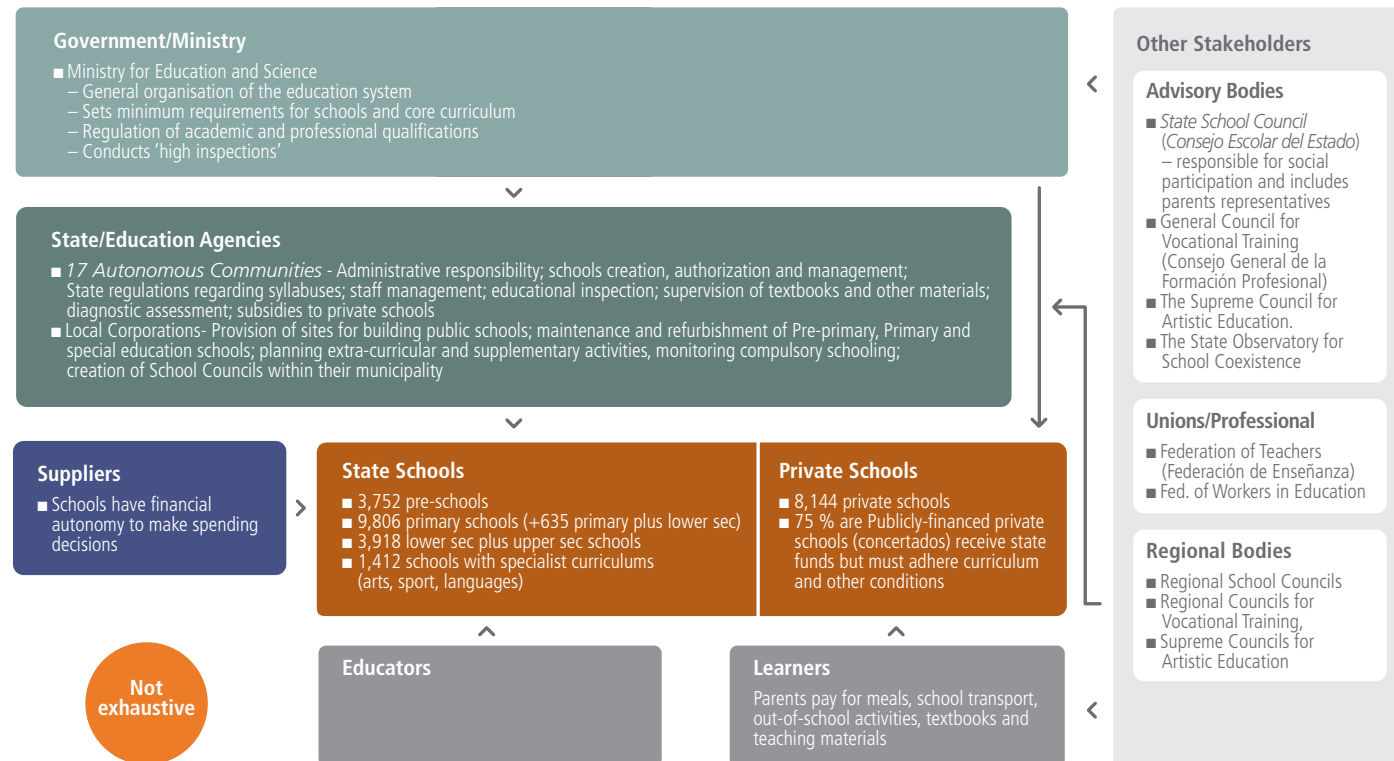 Government/Ministry
■ Ministry for Education and Science
– General organisation of the education system
– Sets minimum requirements for schools and core curriculum
– Regulation of academic and professional qualifications
– Conducts ‘high inspections’
State/Education Agencies
■ 17 Autonomous Communities - Administrative responsibility; schools creation, authorization and management;
State regulations regarding syllabuses; staff management; educational inspection; supervision of textbooks and other materials;
diagnostic assessment; subsidies to private schools
■ Local Corporations- Provision of sites for building public schools; maintenance and refurbishment of Pre-primary, Primary and
special education schools; planning extra-curricular and supplementary activities, monitoring compulsory schooling;
creation of School Councils within their municipality
Suppliers
■ Schools have financial
autonomy to make spending
decisions
State Schools
■ 3,752 pre-schools
■ 9,806 primary schools (+635 primary plus lower sec)
■ 3,918 lower sec plus upper sec schools
■ 1,412 schools with specialist curriculums
(arts, sport, languages)
Private Schools
■ 8,144 private schools
■ 75 % are Publicly-financed private
schools (concertados) receive state
funds but must adhere curriculum
and other conditions
Not
exhaustive
Educators
Learners
Parents pay for meals, school transport,
out-of-school activities, textbooks and
teaching materials
Other Stakeholders
Advisory Bodies
■ State School Council
(Consejo Escolar del Estado)
– responsible for social
participation and includes
parents representatives
■ General Council for
Vocational Training
(Consejo General de la
Formación Profesional)
■ The Supreme Council for
Artistic Education.
■ The State Observatory for
School Coexistence
Unions/Professional
■ Federation of Teachers
(Federación de Enseñanza)
■ Fed. of Workers in Education
Regional Bodies
■ Regional School Councils
■ Regional Councils for
Vocational Training,
■ Supreme Councils for
Artistic Education